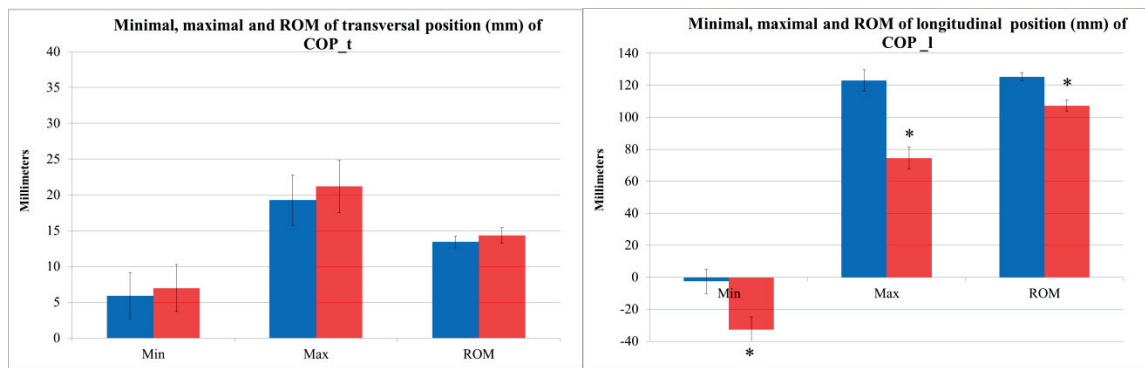 Minimal, maximal and ROM of transversal position (mm) of
COP_t
40
35
30
25
20
15
10
5
0
Millimeters
Min
Max
ROM
Minimal, maximal and ROM of longitudinal position (mm) of
COP_l
140
120
100
80
60
40
20
0
-20
-40
Millimeters
Min
Max
ROM
*
*
*